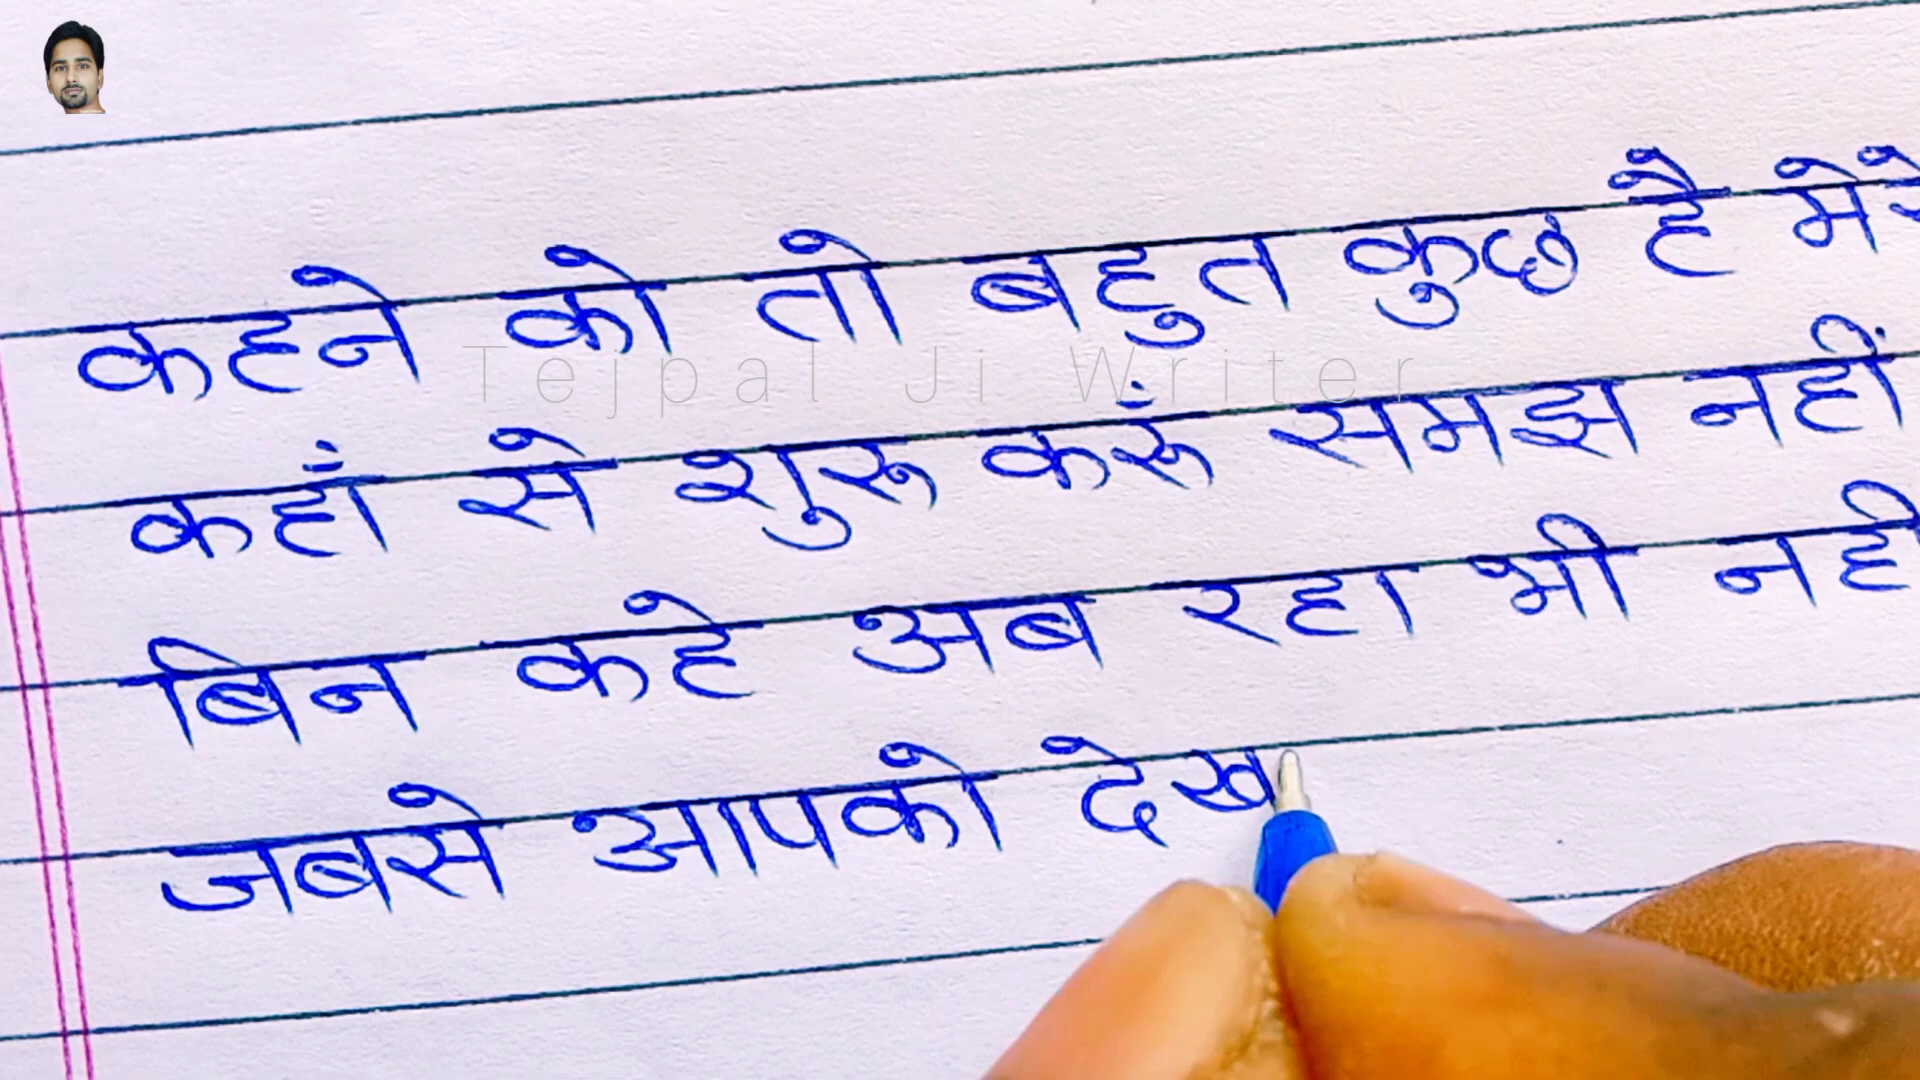 कहने को तो बहुत कुछ है मेरे
Tejpal Ji Writer
कहाँ से शुरू करूं समझ नहीं
बिन कहे अब रहा भी नही
जबसे आपको देख